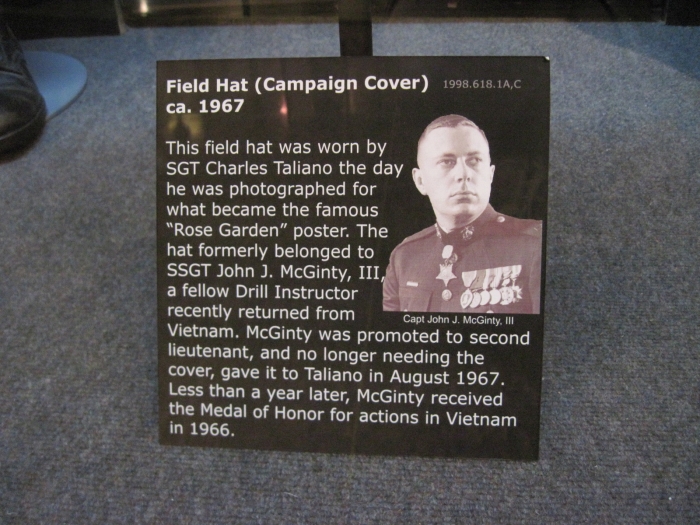 Field Hat (Campaign Cover) 1998.618.1A,C
ca. 1967
This field hat was worn by
SGT Charles Taliano the day
he was photographed for
what became the famous
“Rose Garden” poster. The
hat formerly belonged to
SSGT John J. McGinty, III,
a fellow Drill Instructor
recently returned from
Vietnam. McGinty was promoted to second
lieutenant, and no longer needing the
cover, gave it to Taliano in August 1967.
Less than a year later, McGinty received
the Medal of Honor for actions in Vietnam
in 1966.
Capt John J. McGinty, III